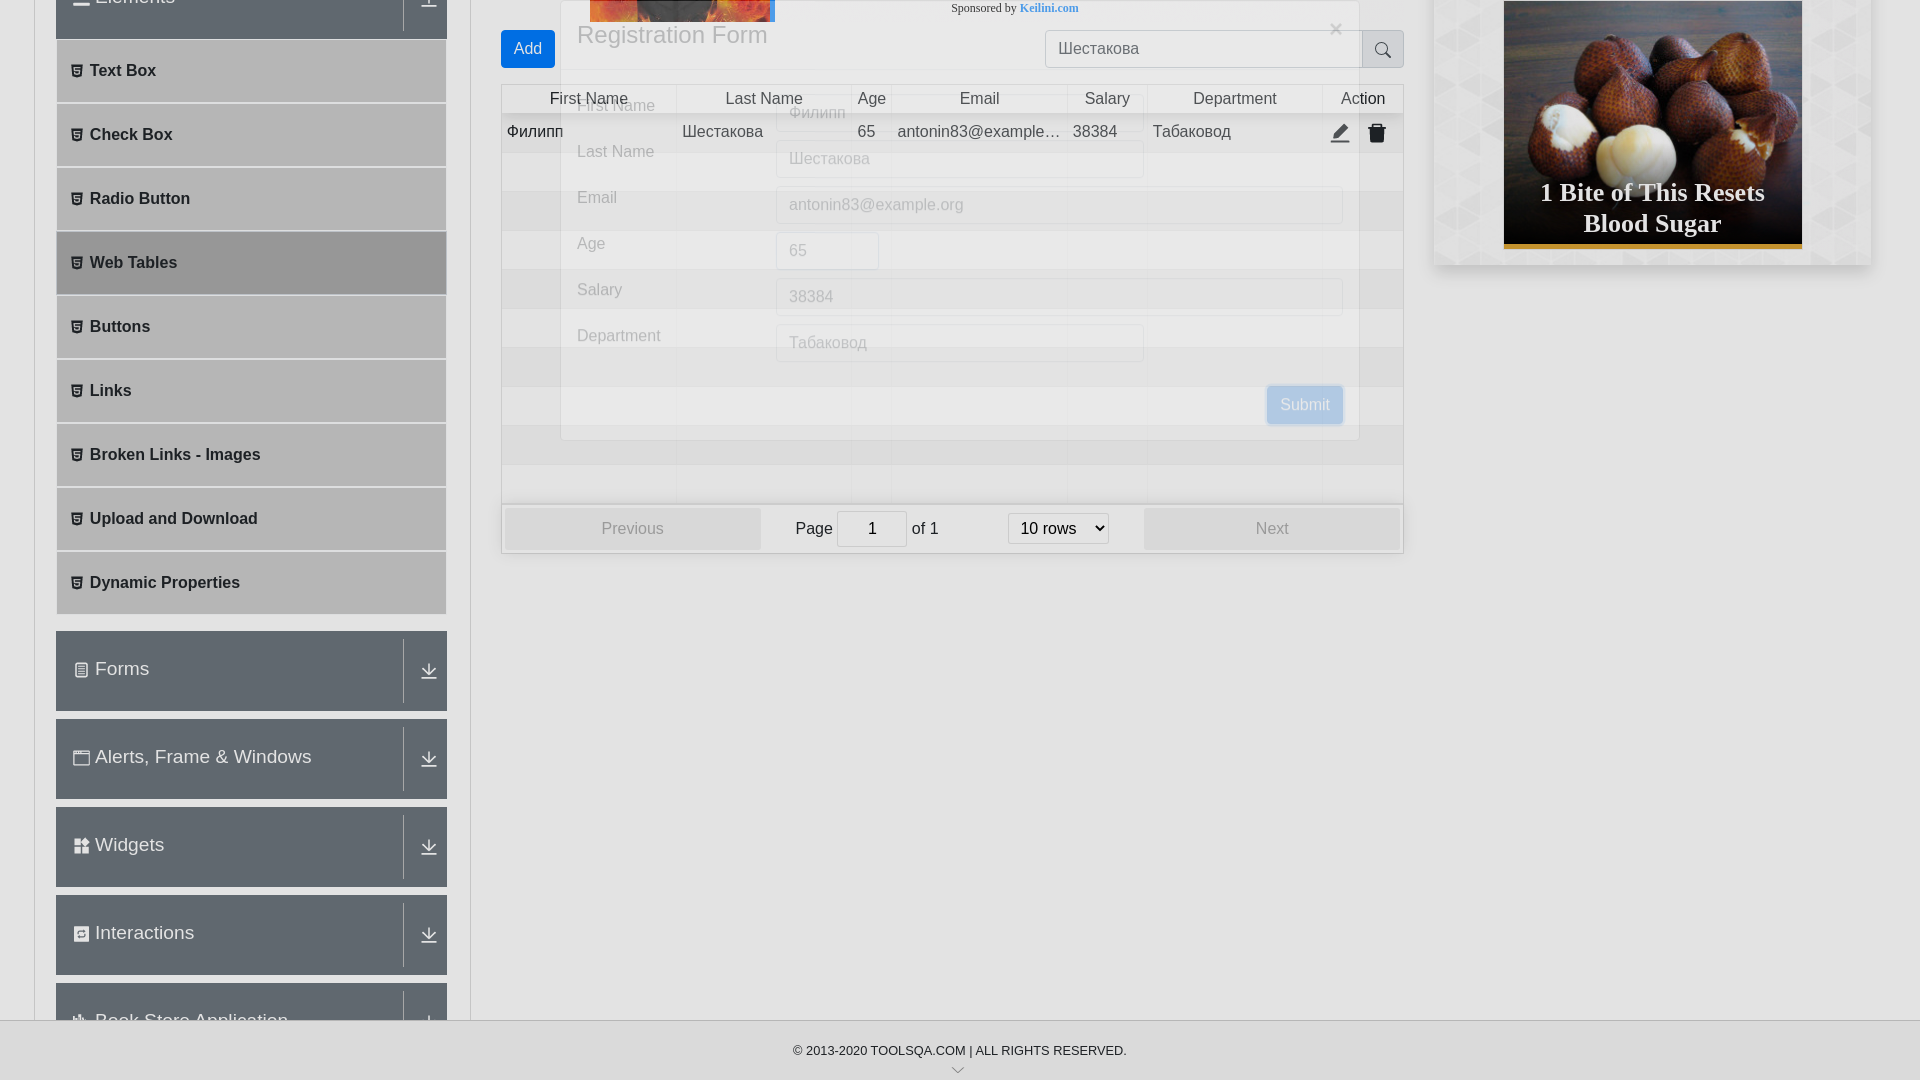 Elements
Text Box
Check Box
Radio Button
Web Tables
Buttons
Links
Broken Links - Images
Upload and Download
Dynamic Properties
Forms
Alerts, Frame & Windows
Widgets
Interactions
Book Store Application
Sponsored by Keilini.com
Registration Form ×
Add Шестакова
First Name Last Name Age Email Salary Department Action
Филипп Шестакова 65 antonin83@example… 38384 Табаковод
First Name Филипп
Last Name Шестакова
Email antonin83@example.org
Age 65
Salary 38384
Department Табаковод
Submit
Previous Page 1 of 1 10 rows Next
1 Bite of This Resets
Blood Sugar
© 2013-2020 TOOLSQA.COM | ALL RIGHTS RESERVED.